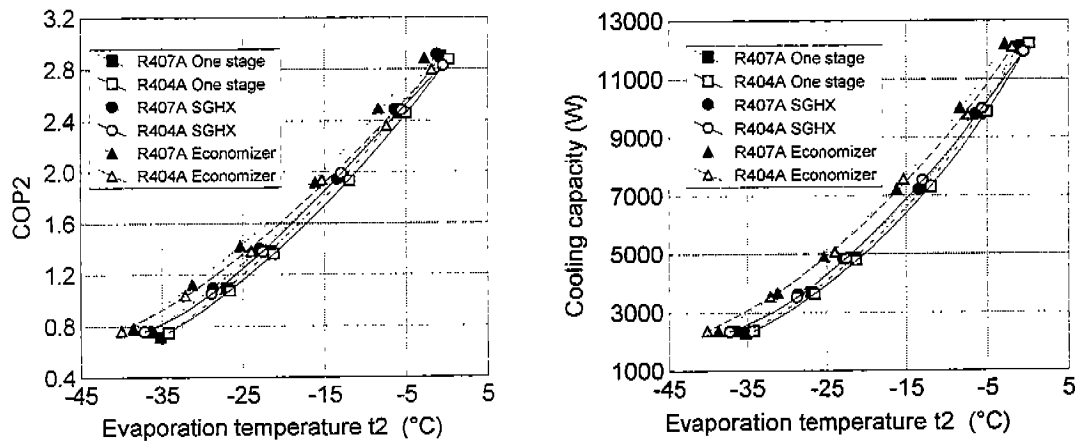 COP2
3.2
2.8
2.4
2.0
1.6
1.2
0.8
0.4
R407A One stage
R404A One stage
R407A SGHX
R404A SGHX
R407A Economizer
R404A Economizer
-45
-35
-25
-15
-5
5
Evaporation temperature t2 (°C)
Cooling capacity (W)
13000
11000
9000
7000
5000
3000
1000
R407A One stage
R404A One stage
R407A SGHX
R404A SGHX
R407A Economizer
R404A Economizer
-45
-35
-25
-15
-5
5
Evaporation temperature t2 (°C)